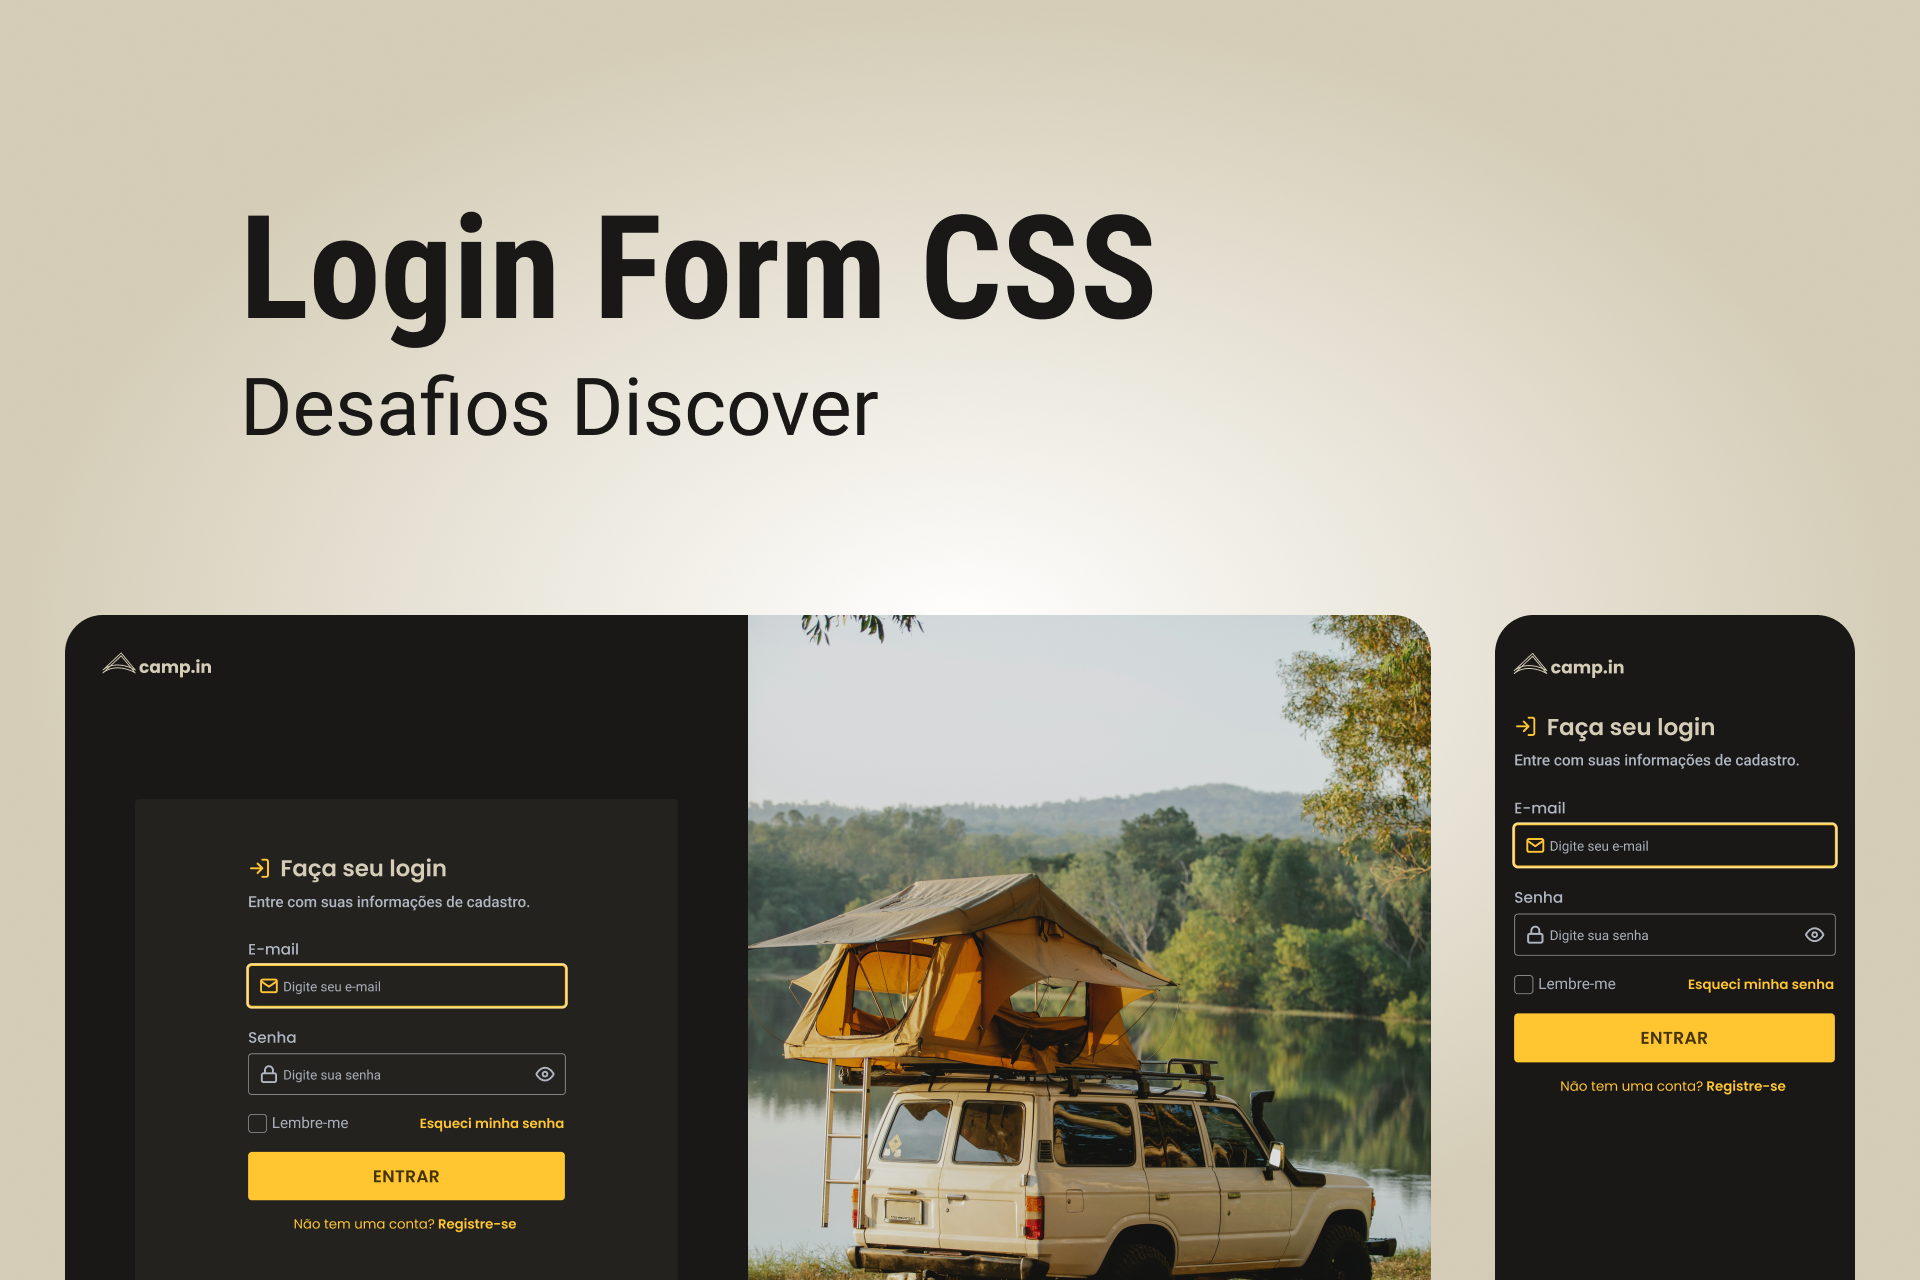 Login Form CSS
Desafios Discover
camp.in
Faça seu login
Entre com suas informações de cadastro.
E-mail
Digite seu e-mail
Senha
Digite sua senha
Lembre-me Esqueci minha senha
ENTRAR
Não tem uma conta? Registre-se
camp.in
Faça seu login
Entre com suas informações de cadastro.
E-mail
Digite seu e-mail
Senha
Digite sua senha
Lembre-me Esqueci minha senha
ENTRAR
Não tem uma conta? Registre-se